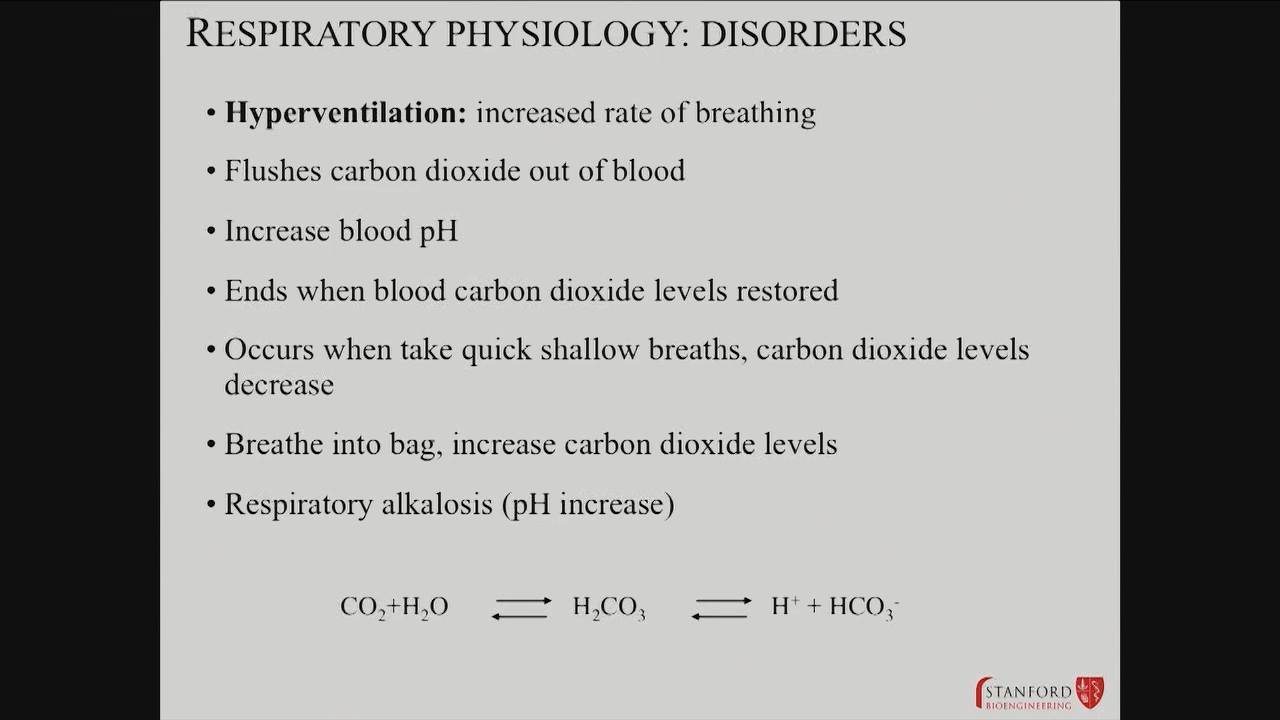 RESPIRATORY PHYSIOLOGY: DISORDERS
• Hyperventilation: increased rate of breathing
• Flushes carbon dioxide out of blood
• Increase blood pH
• Ends when blood carbon dioxide levels restored
• Occurs when take quick shallow breaths, carbon dioxide levels
decrease
• Breathe into bag, increase carbon dioxide levels
• Respiratory alkalosis (pH increase)
CO₂+H₂O ⇌ H₂CO₃ ⇌ H⁺ + HCO₃⁻
STANFORD
BIOENGINEERING